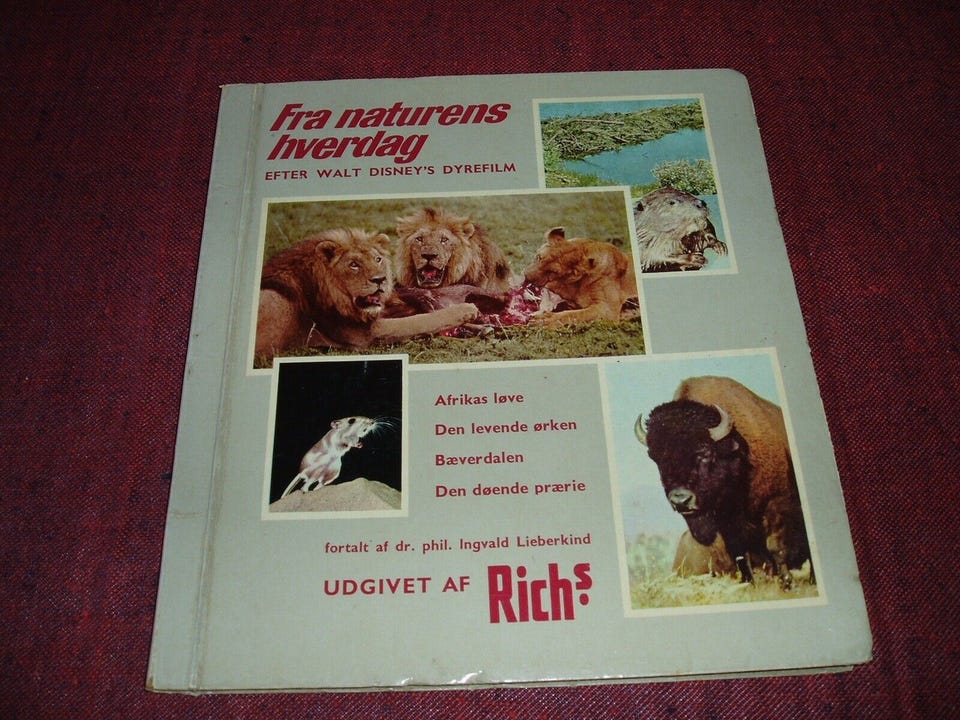 Fra naturens
hverdag
EFTER WALT DISNEY'S DYREFILM
Afrikas løve
Den levende ørken
Bæverdalen
Den døende prærie
fortalt af dr. phil. Ingvald Lieberkind
UDGIVET AF Rich's